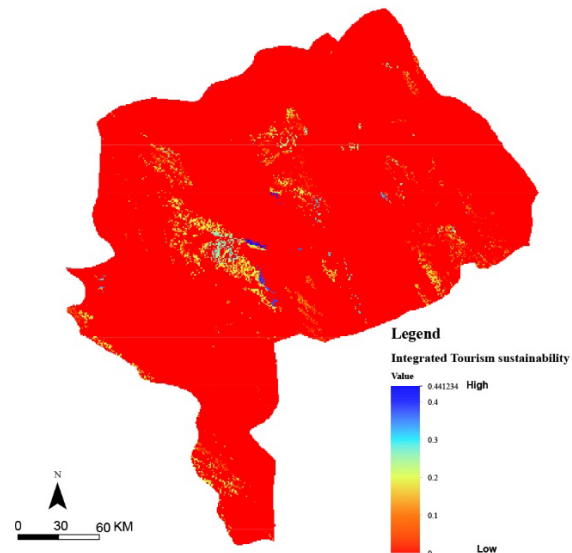 Legend
Integrated Tourism sustainability
Value
0.441234 High
0.4
0.3
0.2
0.1
Low
N
0 30 60 KM